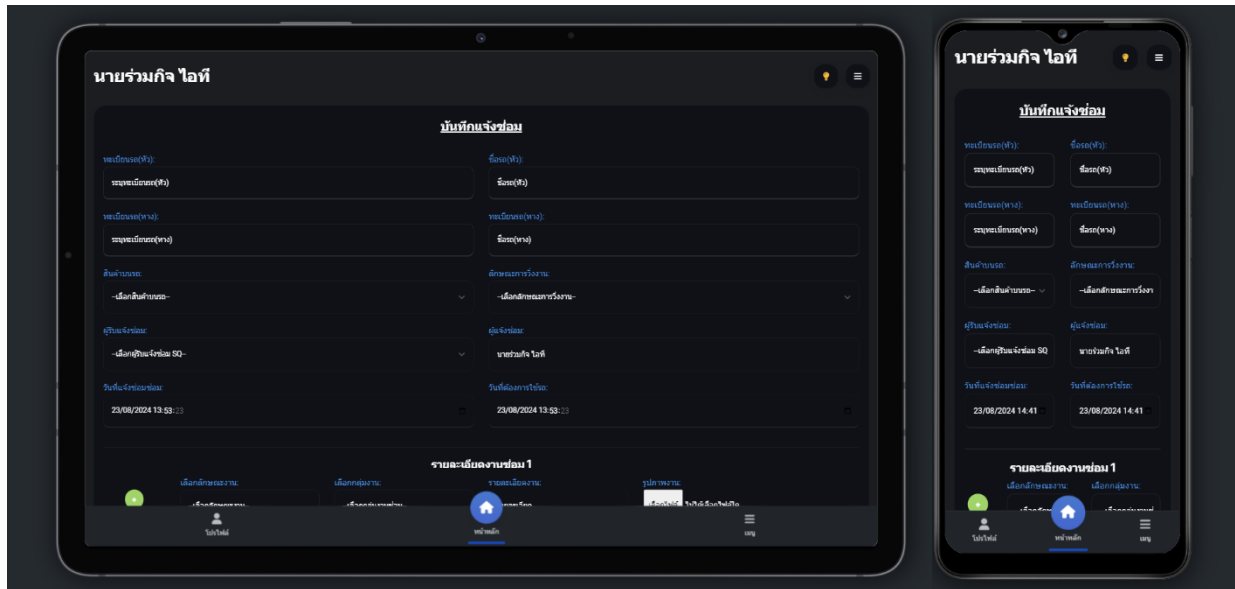 นายร่วมกิจ ไอที
บันทึกแจ้งซ่อม
ทะเบียนรถ(หัว): ชื่อรถ(หัว):
ระบุทะเบียนรถ(หัว) ชื่อรถ(หัว)
ทะเบียนรถ(หาง): ทะเบียนรถ(หาง):
ระบุทะเบียนรถ(หาง) ชื่อรถ(หาง)
สินค้าบนรถ: ลักษณะการวิ่งงาน:
--เลือกสินค้าบนรถ-- --เลือกลักษณะการวิ่งงาน--
ผู้รับแจ้งซ่อม: ผู้แจ้งซ่อม:
--เลือกผู้รับแจ้งซ่อม SQ-- นายร่วมกิจ ไอที
วันที่แจ้งซ่อมซ่อม: วันที่ต้องการใช้รถ:
23/08/2024 13:53:23 23/08/2024 13:53:23
รายละเอียดงานซ่อม 1
เลือกลักษณะงาน: เลือกกลุ่มงาน: รายละเอียดงาน: รูปภาพงาน:
โปรไฟล์ หน้าหลัก เมนู
นายร่วมกิจ ไอที
บันทึกแจ้งซ่อม
ทะเบียนรถ(หัว): ชื่อรถ(หัว):
ระบุทะเบียนรถ(หัว) ชื่อรถ(หัว)
ทะเบียนรถ(หาง): ทะเบียนรถ(หาง):
ระบุทะเบียนรถ(หาง) ชื่อรถ(หาง)
สินค้าบนรถ: ลักษณะการวิ่งงาน:
--เลือกสินค้าบนรถ-- --เลือกลักษณะการวิ่งงา
ผู้รับแจ้งซ่อม: ผู้แจ้งซ่อม:
--เลือกผู้รับแจ้งซ่อม SQ นายร่วมกิจ ไอที
วันที่แจ้งซ่อมซ่อม: วันที่ต้องการใช้รถ:
23/08/2024 14:41 23/08/2024 14:41
รายละเอียดงานซ่อม 1
เลือกลักษณะงาน: เลือกกลุ่มงาน:
โปรไฟล์ หน้าหลัก เมนู